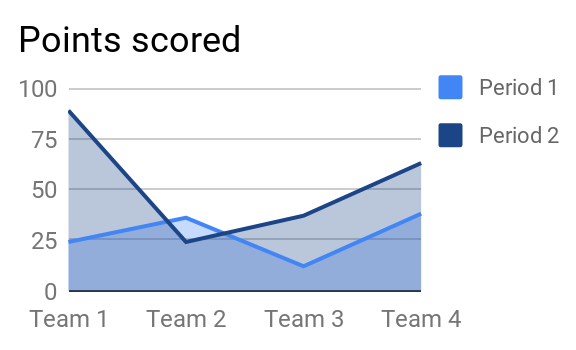 Points scored
100
75
50
25
0
Team 1
Team 2
Team 3
Team 4
Period 1
Period 2